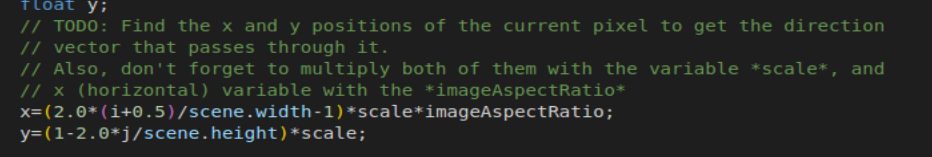 float y;
// TODO: Find the x and y positions of the current pixel to get the direction
// vector that passes through it.
// Also, don't forget to multiply both of them with the variable *scale*, and
// x (horizontal) variable with the *imageAspectRatio*
x=(2.0*(i+0.5)/scene.width-1)*scale*imageAspectRatio;
y=(1-2.0*j/scene.height)*scale;